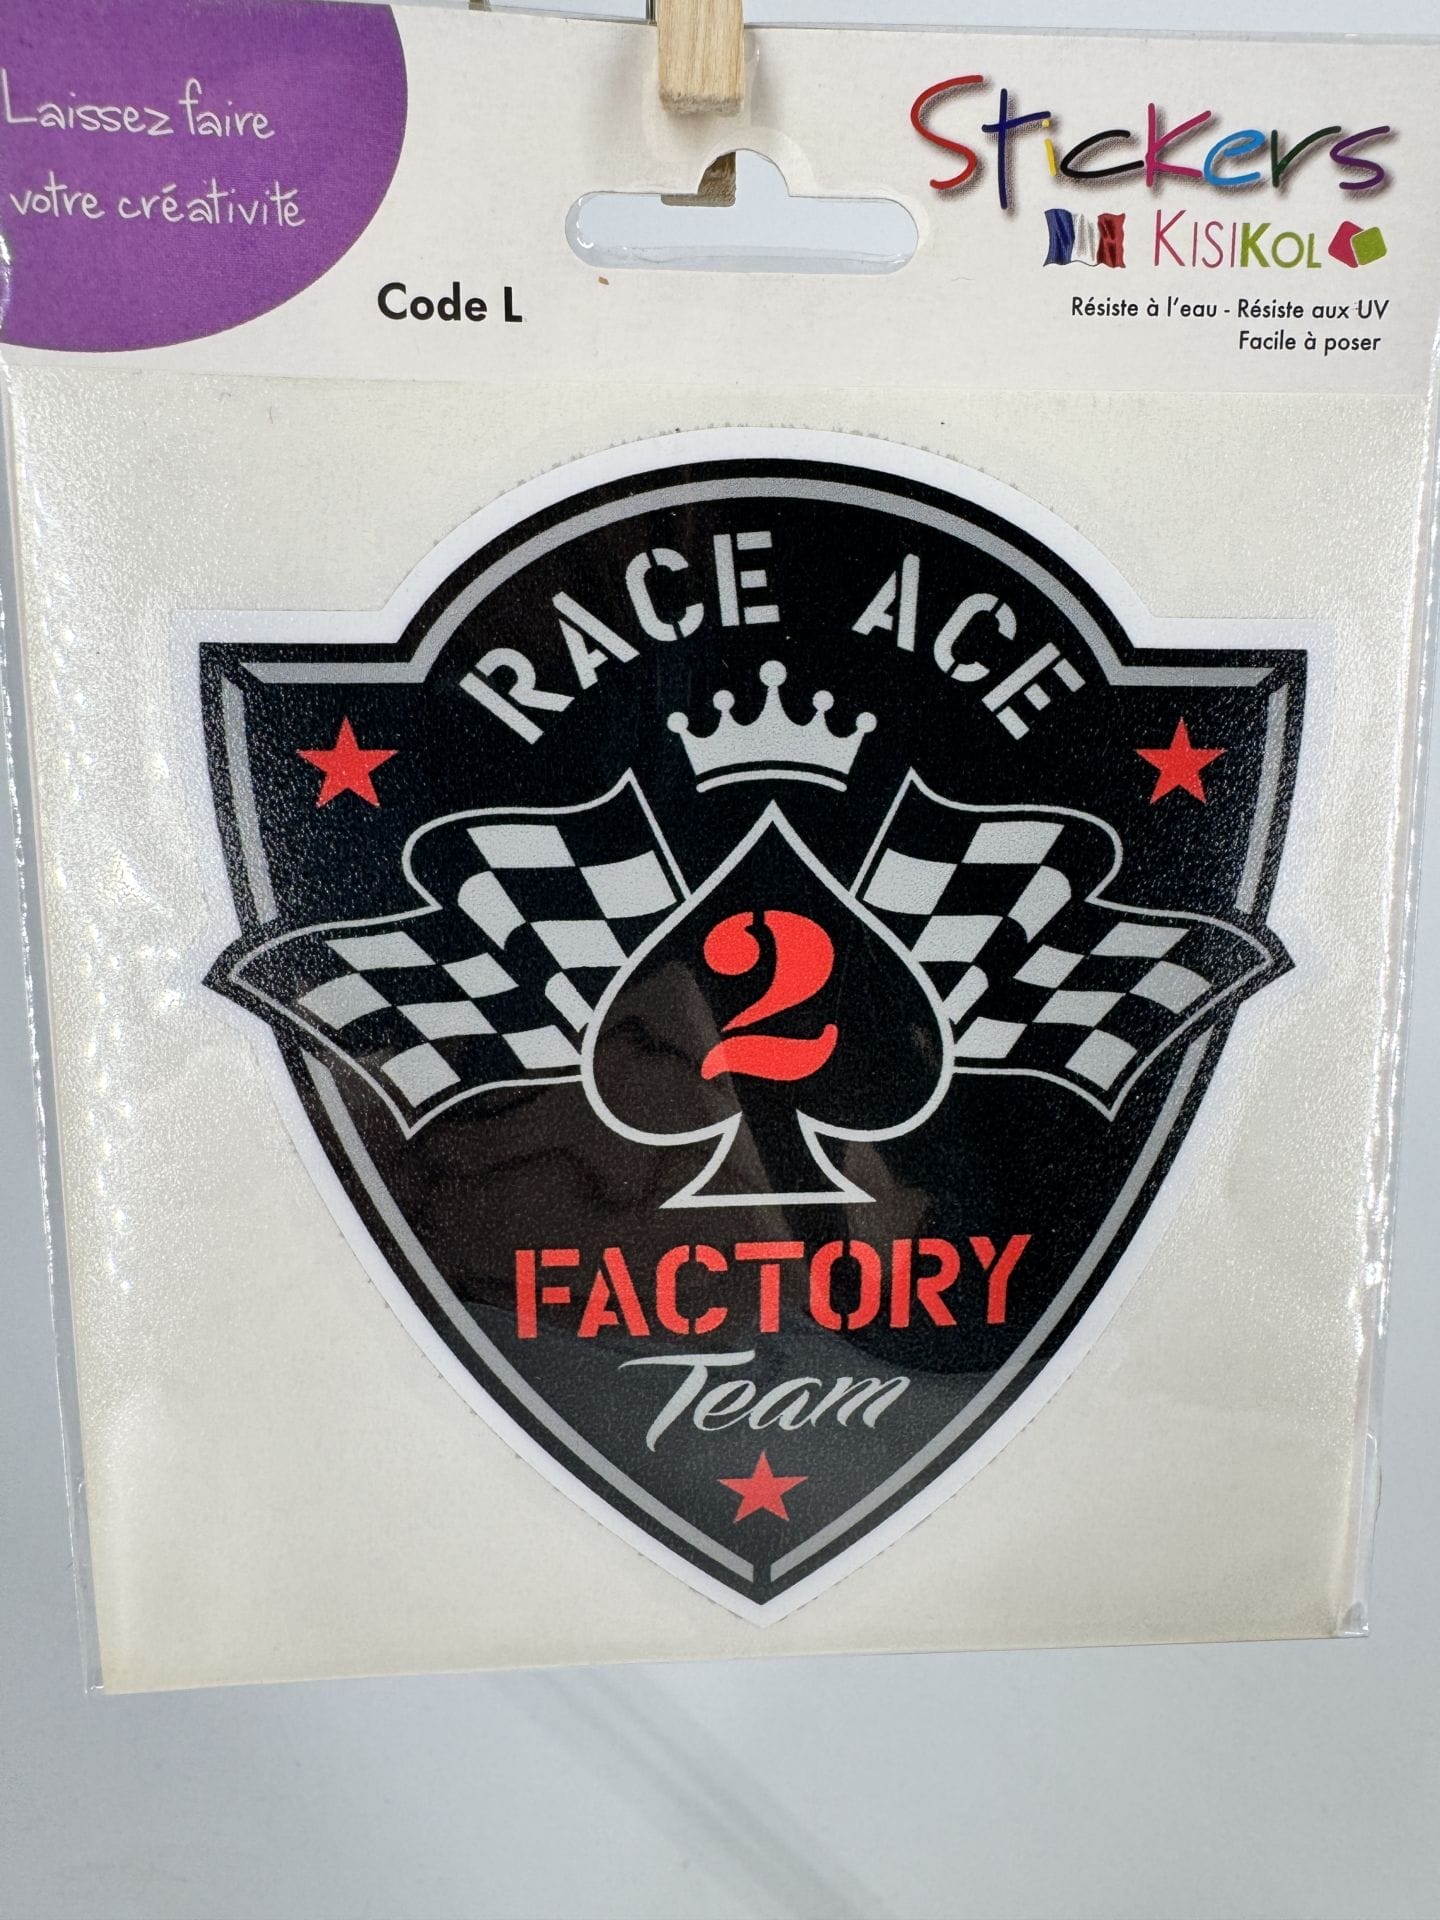 Laissez faire
votre créativité
Stickers
KISIKOL
Code L
Résiste à l'eau - Résiste aux UV
Facile à poser
RACE ACE
2
FACTORY
Team